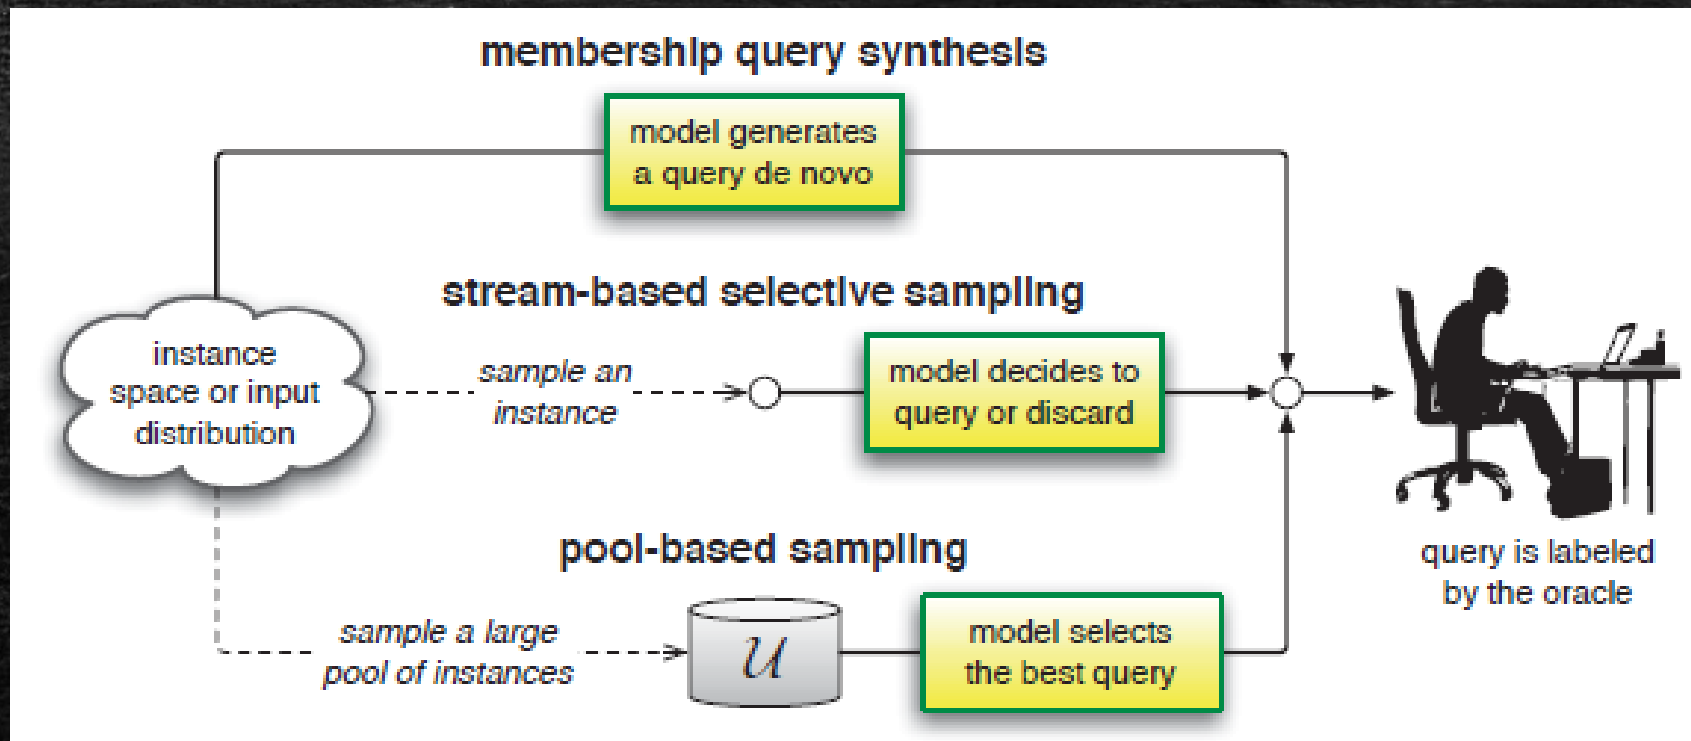 membership query synthesis
model generates
a query de novo
stream-based selective sampling
instance
space or input
distribution
sample an
instance
model decides to
query or discard
pool-based sampling
sample a large
pool of instances
U
model selects
the best query
query is labeled
by the oracle